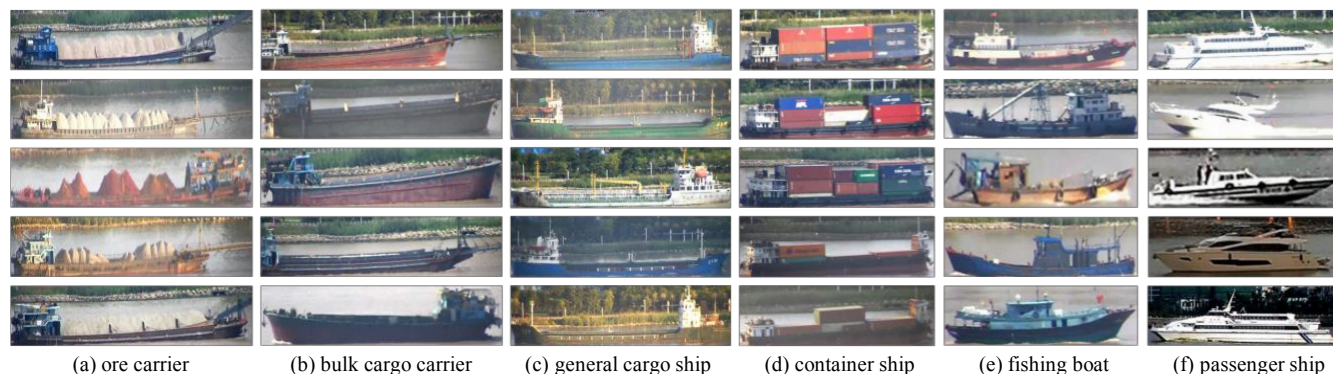 (a) ore carrier (b) bulk cargo carrier (c) general cargo ship (d) container ship (e) fishing boat (f) passenger ship